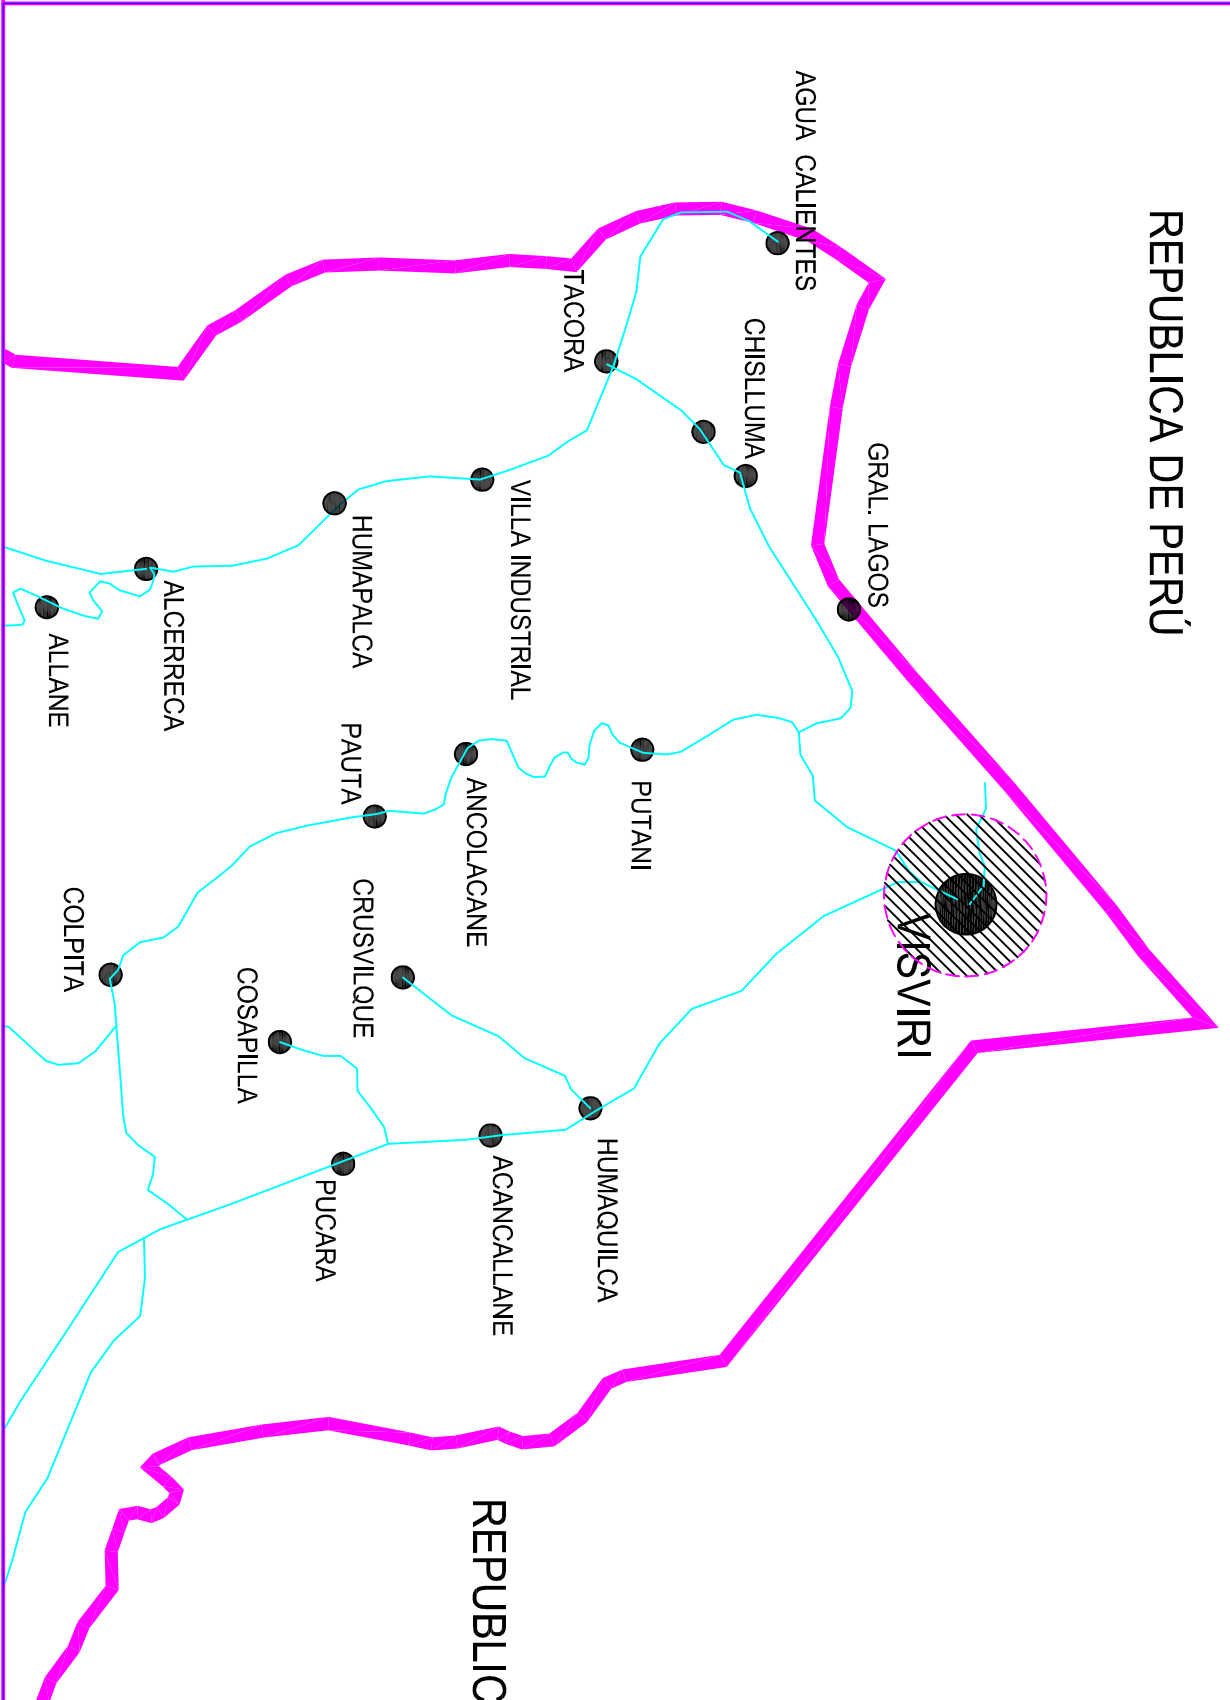 REPUBLICA DE PERÚ
AGUA CALIENTES
GRAL. LAGOS
CHISLLUMA
TACORA
VISVIRI
VILLA INDUSTRIAL
PUTANI
HUMAPALCA
HUMAQUILCA
ANCOLACANE
ACANCALLANE
PAUTA
CRUSVILQUE
PUCARA
ALCERRECA
COSAPILLA
ALLANE
COLPITA
REPUBLIC